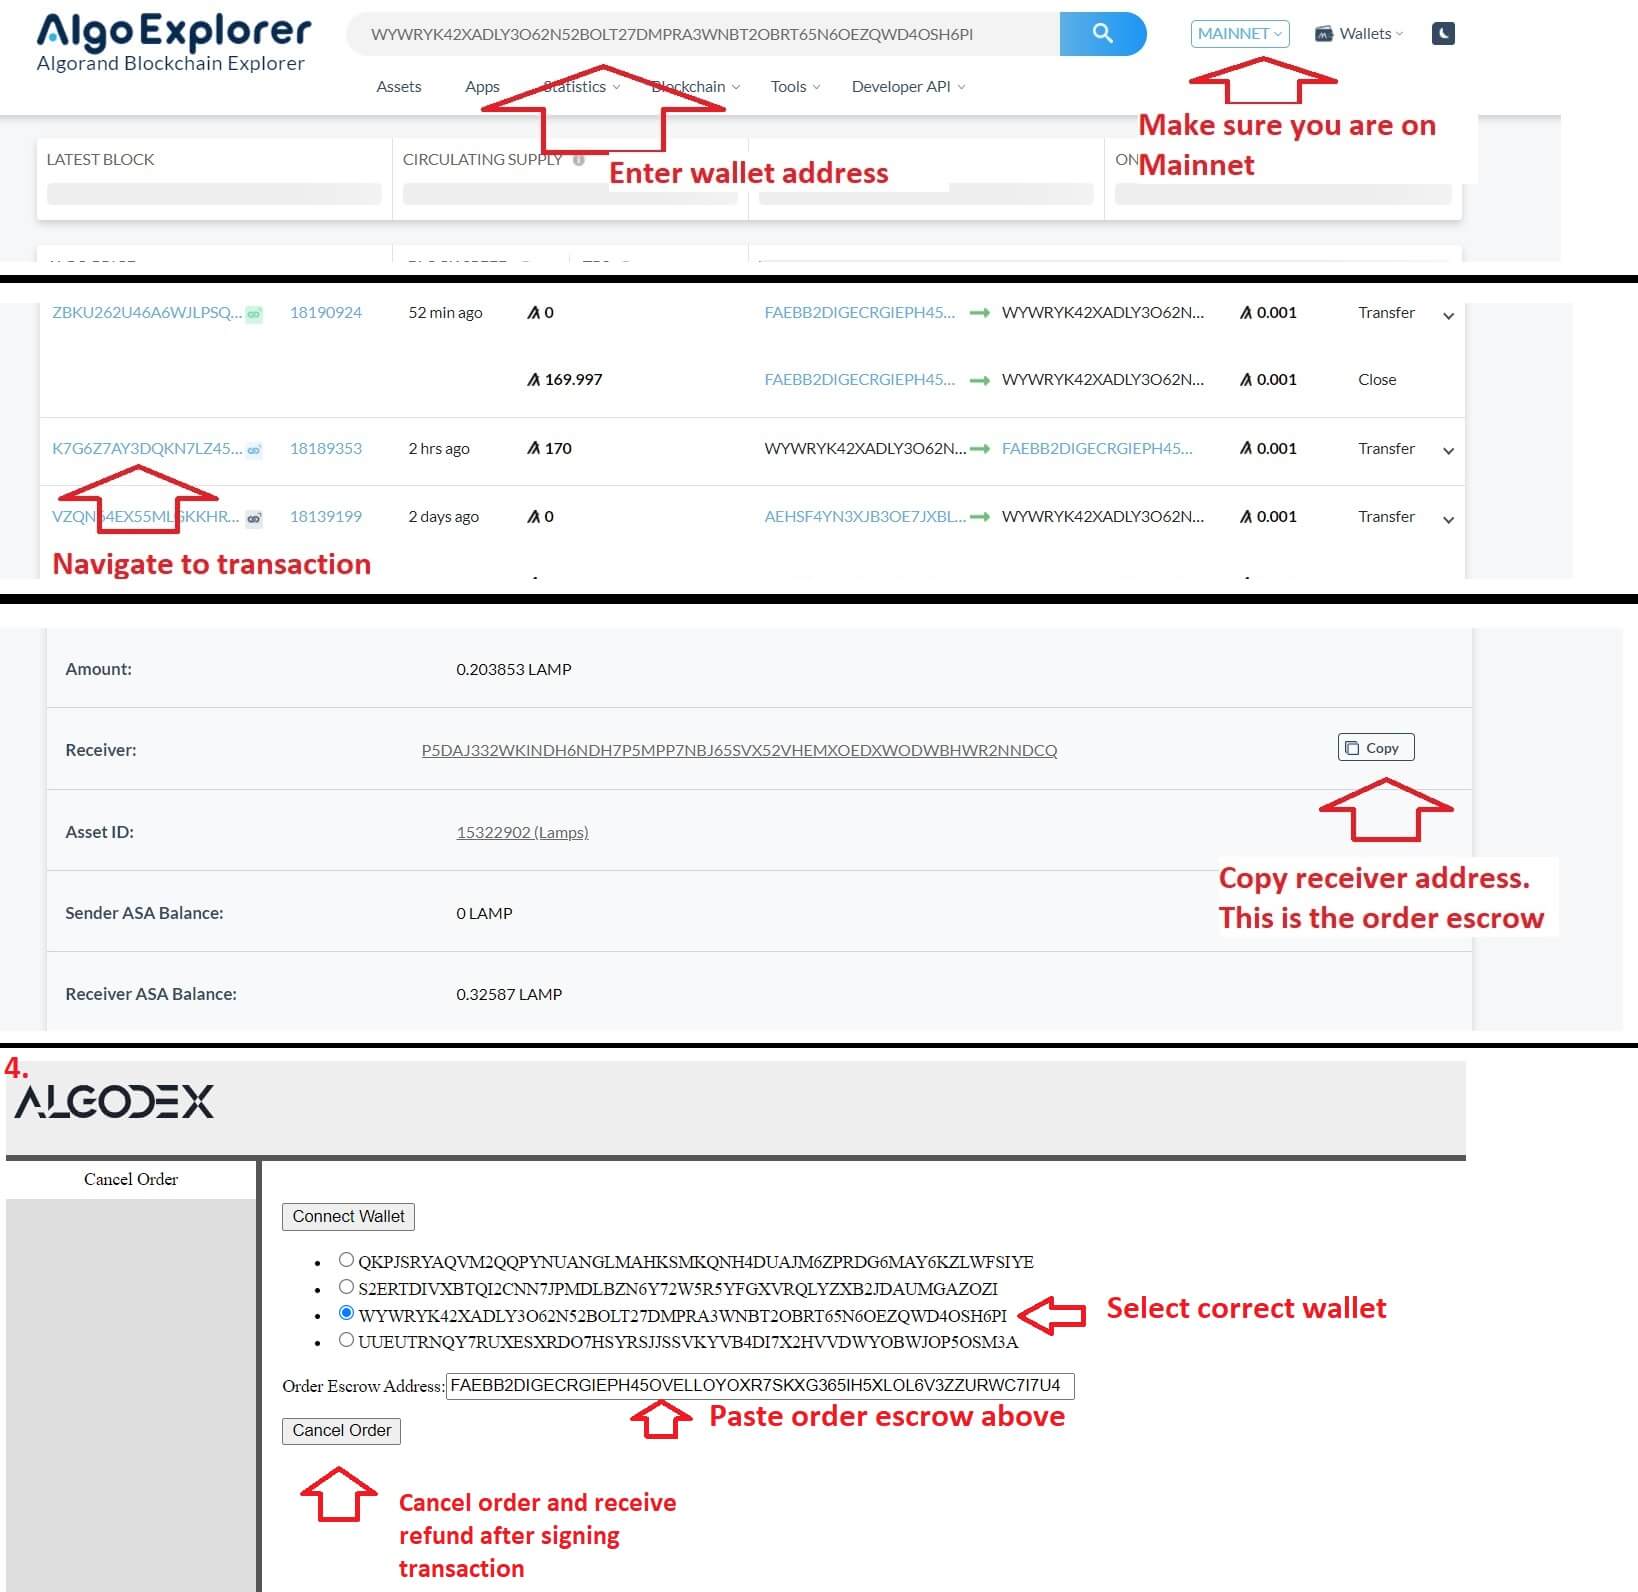 AlgoExplorer
Algorand Blockchain Explorer
WYWRYK42XADLY3O62N52BOLT27DMPRA3WNBT2OBRT65N6OEZQWD4OSH6PI
MAINNET
Wallets
Assets Apps Statistics Blockchain Tools Developer API
Make sure you are on
Mainnet
LATEST BLOCK
CIRCULATING SUPPLY
ON
Enter wallet address
ZBKU262U46A6WJLPSQ... 18190924 52 min ago 0 FAEBB2DIGECRGIEPH45... WYWRYK42XADLY3O62N... 0.001 Transfer
169.997 FAEBB2DIGECRGIEPH45... WYWRYK42XADLY3O62N... 0.001 Close
K7G6Z7AY3DQKN7LZ45... 18189353 2 hrs ago 170 WYWRYK42XADLY3O62N... FAEBB2DIGECRGIEPH45... 0.001 Transfer
VZQN64EX55MLGKKHR... 18139199 2 days ago 0 AEHSF4YN3XJB3OE7JXBL... WYWRYK42XADLY3O62N... 0.001 Transfer
Navigate to transaction
Amount: 0.203853 LAMP
Receiver: P5DAJ332WKINDH6NDH7P5MPP7NBJ65SVX52VHEMXOEDXWODWBHWR2NNDCQ Copy
Asset ID: 15322902 (Lamps)
Copy receiver address.
This is the order escrow
Sender ASA Balance: 0 LAMP
Receiver ASA Balance: 0.32587 LAMP
4.
ALGODEX
Cancel Order
Connect Wallet
QKPJSRYAQVM2QQPYNUANGLMAHKSMKQNH4DUAJM6ZPRDG6MAY6KZLWFSIYE
S2ERTDIVXBTQI2CNN7JPMDLBZN6Y72W5R5YFGXVRQLYZXB2JDAUMGAZOZI
WYWRYK42XADLY3O62N52BOLT27DMPRA3WNBT2OBRT65N6OEZQWD4OSH6PI
Select correct wallet
UUEUTRNQY7RUXESXRDO7HSYRSJJSSVKYVB4DI7X2HVVDWYOBWJOP5OSM3A
Order Escrow Address: FAEBB2DIGECRGIEPH45OVELLOYOXR7SKXG365IH5XLOL6V3ZZURWC7I7U4
Paste order escrow above
Cancel Order
Cancel order and receive
refund after signing
transaction